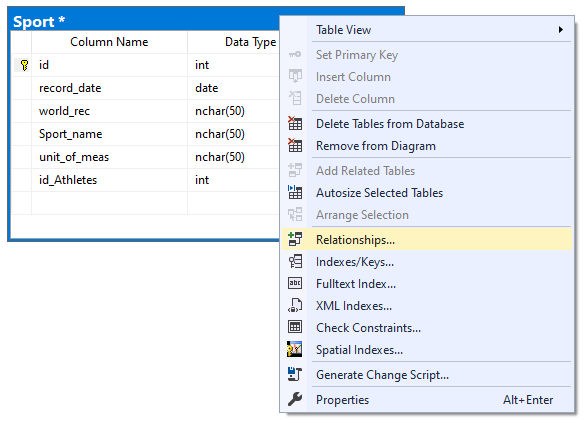 Sport *
Column Name Data Type
id int
record_date date
world_rec nchar(50)
Sport_name nchar(50)
unit_of_meas nchar(50)
id_Athletes int
Table View
Set Primary Key
Insert Column
Delete Column
Delete Tables from Database
Remove from Diagram
Add Related Tables
Autosize Selected Tables
Arrange Selection
Relationships...
Indexes/Keys...
Fulltext Index...
XML Indexes...
Check Constraints...
Spatial Indexes...
Generate Change Script...
Properties Alt+Enter